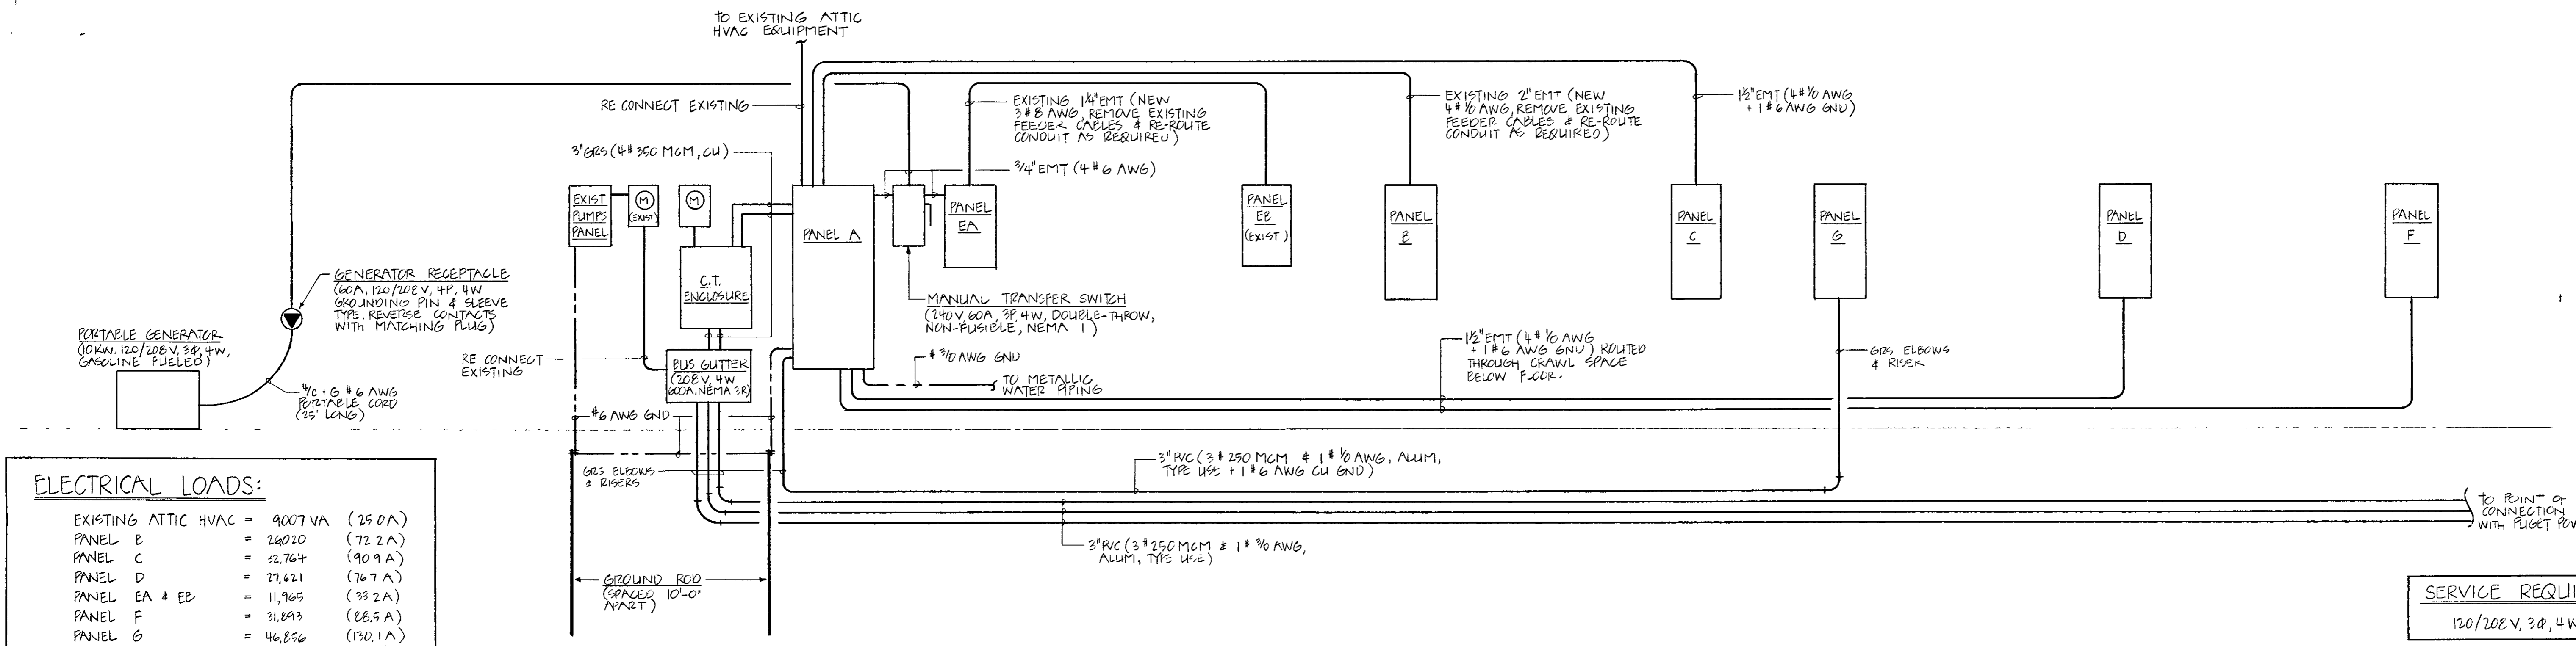 TO EXISTING ATTIC
HVAC EQUIPMENT
RE CONNECT EXISTING
EXISTING 1¼" EMT (NEW
3 # 8 AWG, REMOVE EXISTING
FEEDER CABLES & RE-ROUTE
CONDUIT AS REQUIRED)
EXISTING 2" EMT (NEW
4 # 1/0 AWG, REMOVE EXISTING
FEEDER CABLES & RE-ROUTE
CONDUIT AS REQUIRED)
1½" EMT (4 # 1/0 AWG
+ 1 # 6 AWG GND)
3" GRS (4 # 350 MCM, CU)
3/4" EMT (4 # 6 AWG)
EXIST
PUMPS
PANEL
M
(EXIST)
M
C.T.
ENCLOSURE
PANEL A
PANEL
EA
PANEL
EB
(EXIST)
PANEL
B
PANEL
C
PANEL
G
PANEL
D
PANEL
F
GENERATOR RECEPTACLE
(60A, 120/208V, 4P, 4W
GROUNDING PIN & SLEEVE
TYPE, REVERSE CONTACTS
WITH MATCHING PLUG)
MANUAL TRANSFER SWITCH
(240V 60A, 3P, 4W, DOUBLE-THROW,
NON-FUSIBLE, NEMA 1)
PORTABLE GENERATOR
(10KW, 120/208V, 3Φ, 4W,
GASOLINE FUELED)
4/C + G # 6 AWG
PORTABLE CORD
(25' LONG)
RE CONNECT
EXISTING
BUS GUTTER
(208V, 4W
600A, NEMA 3R)
# 3/0 AWG GND
TO METALLIC
WATER PIPING
1½" EMT (4 # 1/0 AWG
+ 1 # 6 AWG GND) ROUTED
THROUGH CRAWL SPACE
BELOW FLOOR.
GRS ELBOWS
& RISER
#6 AWG GND
GRS ELBOWS
& RISERS
3" PVC (3 # 250 MCM & 1 # 1/0 AWG, ALUM,
TYPE USE + 1 # 6 AWG CU GND)
3" PVC (3 # 250 MCM & 1 # 3/0 AWG,
ALUM, TYPE USE)
GROUND ROD
(SPACED 10'-0"
APART)
TO POINT OF
CONNECTION
WITH PUGET POW
ELECTRICAL LOADS:
EXISTING ATTIC HVAC = 9007 VA (25 0A)
PANEL B = 26,020 (72 2A)
PANEL C = 32,764 (90 9A)
PANEL D = 27,621 (76 7A)
PANEL EA & EB = 11,965 (33 2A)
PANEL F = 31,893 (88.5A)
PANEL G = 46,856 (130.1A)
SERVICE REQUI
120/208V, 3Φ, 4W